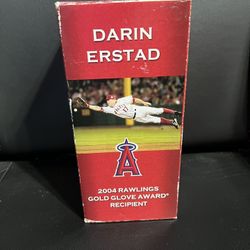 DARIN
ERSTAD
A
2004 RAWLINGS
GOLD GLOVE AWARD®
RECIPIENT